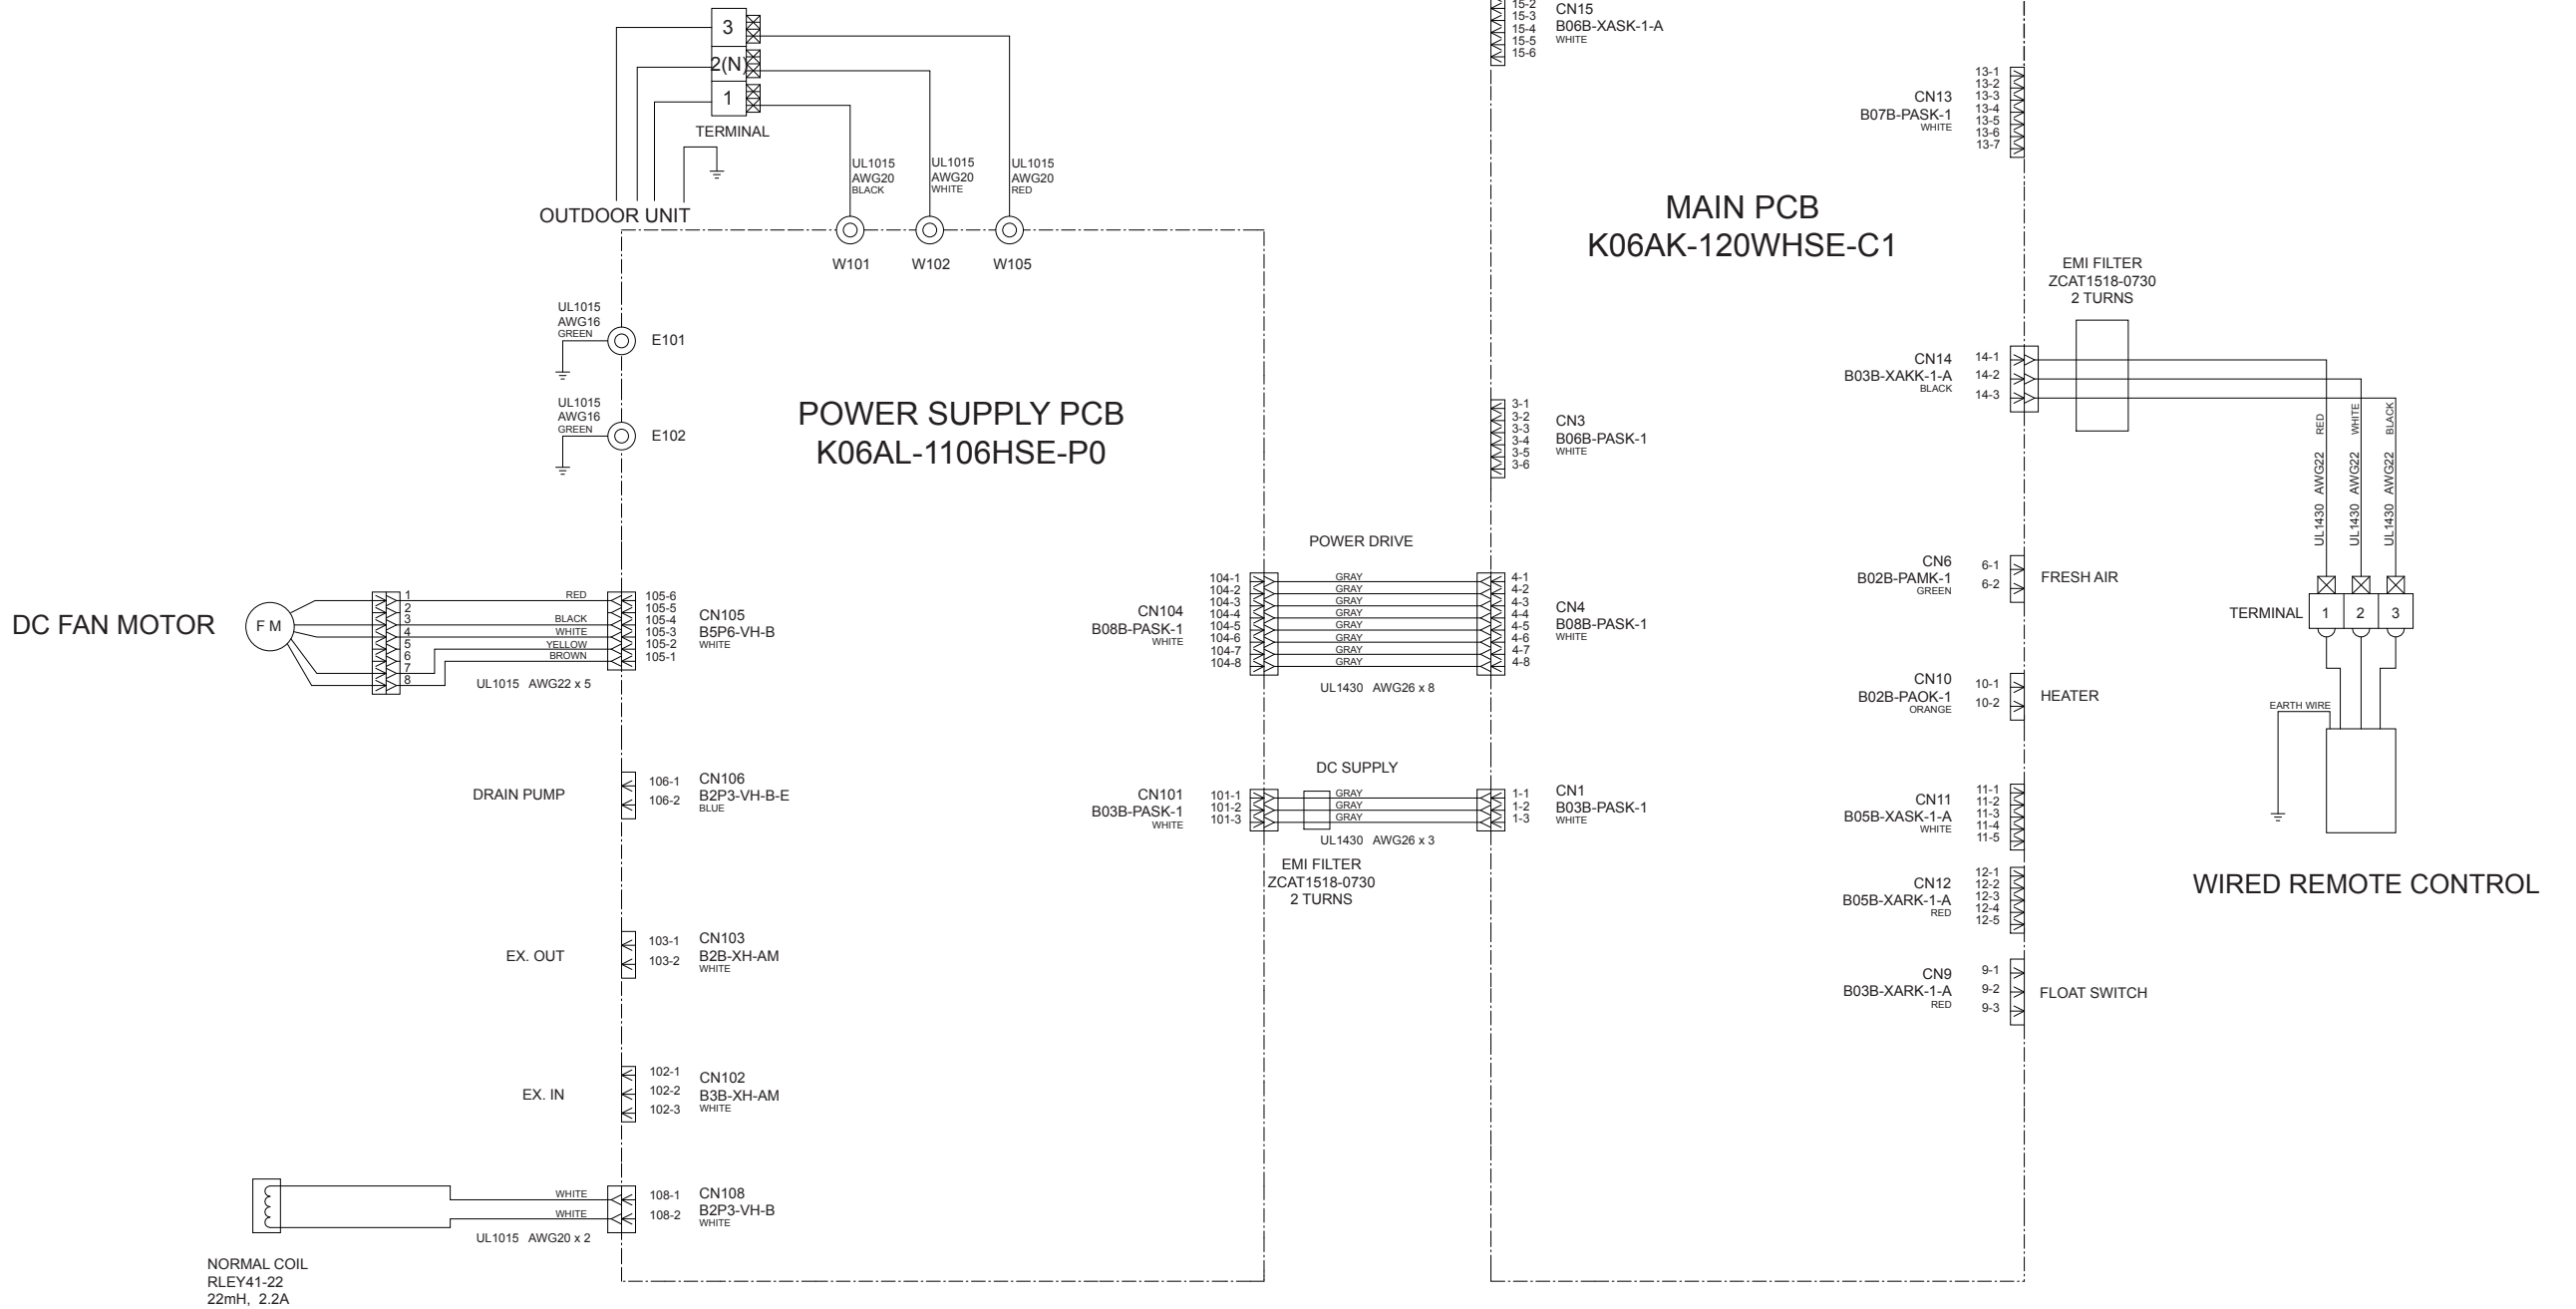 3
2(N)
1
TERMINAL
OUTDOOR UNIT
UL1015
AWG20
BLACK
UL1015
AWG20
WHITE
UL1015
AWG20
RED
W101
W102
W105
UL1015
AWG16
GREEN
E101
UL1015
AWG16
GREEN
E102
POWER SUPPLY PCB
K06AL-1106HSE-P0
DC FAN MOTOR
F M
1
2
3
4
5
6
7
8
RED
BLACK
WHITE
YELLOW
BROWN
UL1015 AWG22 x 5
105-6
105-5
105-4
105-3
105-2
105-1
CN105
B5P6-VH-B
WHITE
DRAIN PUMP
106-1
106-2
CN106
B2P3-VH-B-E
BLUE
EX. OUT
103-1
103-2
CN103
B2B-XH-AM
WHITE
EX. IN
102-1
102-2
102-3
CN102
B3B-XH-AM
WHITE
WHITE
WHITE
UL1015 AWG20 x 2
108-1
108-2
CN108
B2P3-VH-B
WHITE
NORMAL COIL
RLEY41-22
22mH, 2.2A
CN104
B08B-PASK-1
WHITE
104-1
104-2
104-3
104-4
104-5
104-6
104-7
104-8
POWER DRIVE
GRAY
GRAY
GRAY
GRAY
GRAY
GRAY
GRAY
GRAY
UL1430 AWG26 x 8
4-1
4-2
4-3
4-4
4-5
4-6
4-7
4-8
CN4
B08B-PASK-1
WHITE
CN101
B03B-PASK-1
WHITE
101-1
101-2
101-3
DC SUPPLY
GRAY
GRAY
GRAY
UL1430 AWG26 x 3
EMI FILTER
ZCAT1518-0730
2 TURNS
1-1
1-2
1-3
CN1
B03B-PASK-1
WHITE
15-2
15-3
15-4
15-5
15-6
CN15
B06B-XASK-1-A
WHITE
3-1
3-2
3-3
3-4
3-5
3-6
CN3
B06B-PASK-1
WHITE
MAIN PCB
K06AK-120WHSE-C1
CN13
B07B-PASK-1
WHITE
13-1
13-2
13-3
13-4
13-5
13-6
13-7
CN14
B03B-XAKK-1-A
BLACK
14-1
14-2
14-3
EMI FILTER
ZCAT1518-0730
2 TURNS
UL1430 AWG22 RED
UL1430 AWG22 WHITE
UL1430 AWG22 BLACK
CN6
B02B-PAMK-1
GREEN
6-1
6-2
FRESH AIR
CN10
B02B-PAOK-1
ORANGE
10-1
10-2
HEATER
CN11
B05B-XASK-1-A
WHITE
11-1
11-2
11-3
11-4
11-5
CN12
B05B-XARK-1-A
RED
12-1
12-2
12-3
12-4
12-5
CN9
B03B-XARK-1-A
RED
9-1
9-2
9-3
FLOAT SWITCH
TERMINAL
1
2
3
EARTH WIRE
WIRED REMOTE CONTROL